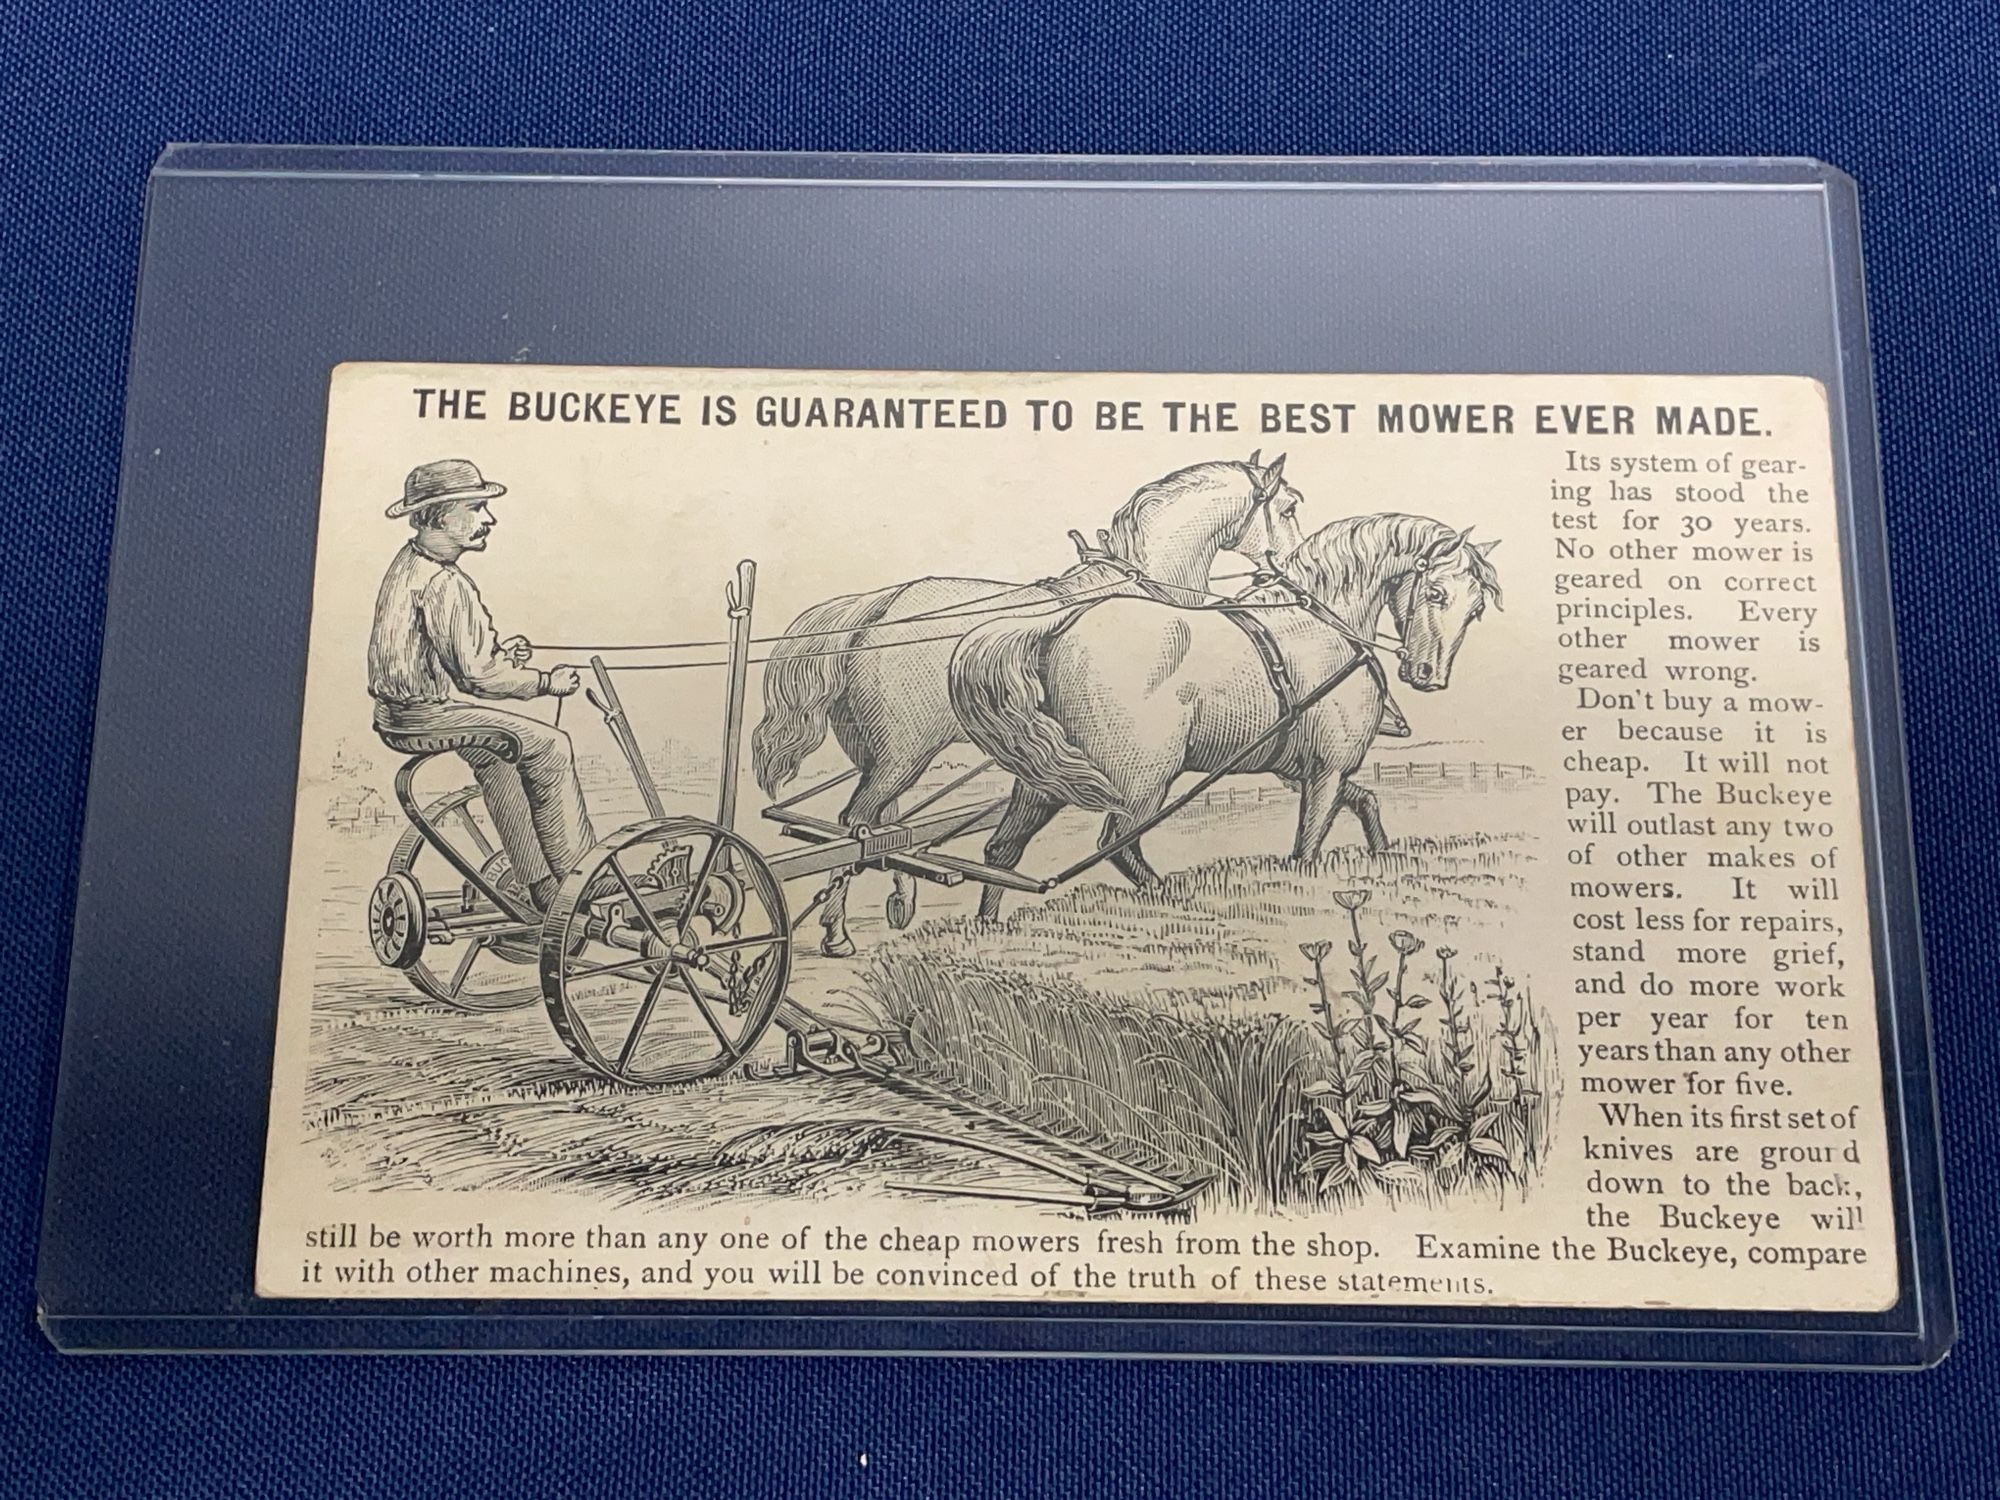 THE BUCKEYE IS GUARANTEED TO BE THE BEST MOWER EVER MADE.
Its system of gear-
ing has stood the
test for 30 years.
No other mower is
geared on correct
principles. Every
other mower is
geared wrong.
Don't buy a mow-
er because it is
cheap. It will not
pay. The Buckeye
will outlast any two
of other makes of
mowers. It will
cost less for repairs,
stand more grief,
and do more work
per year for ten
years than any other
mower for five.
When its first set of
knives are ground
down to the back,
the Buckeye will
still be worth more than any one of the cheap mowers fresh from the shop. Examine the Buckeye, compare
it with other machines, and you will be convinced of the truth of these statements.
BUC